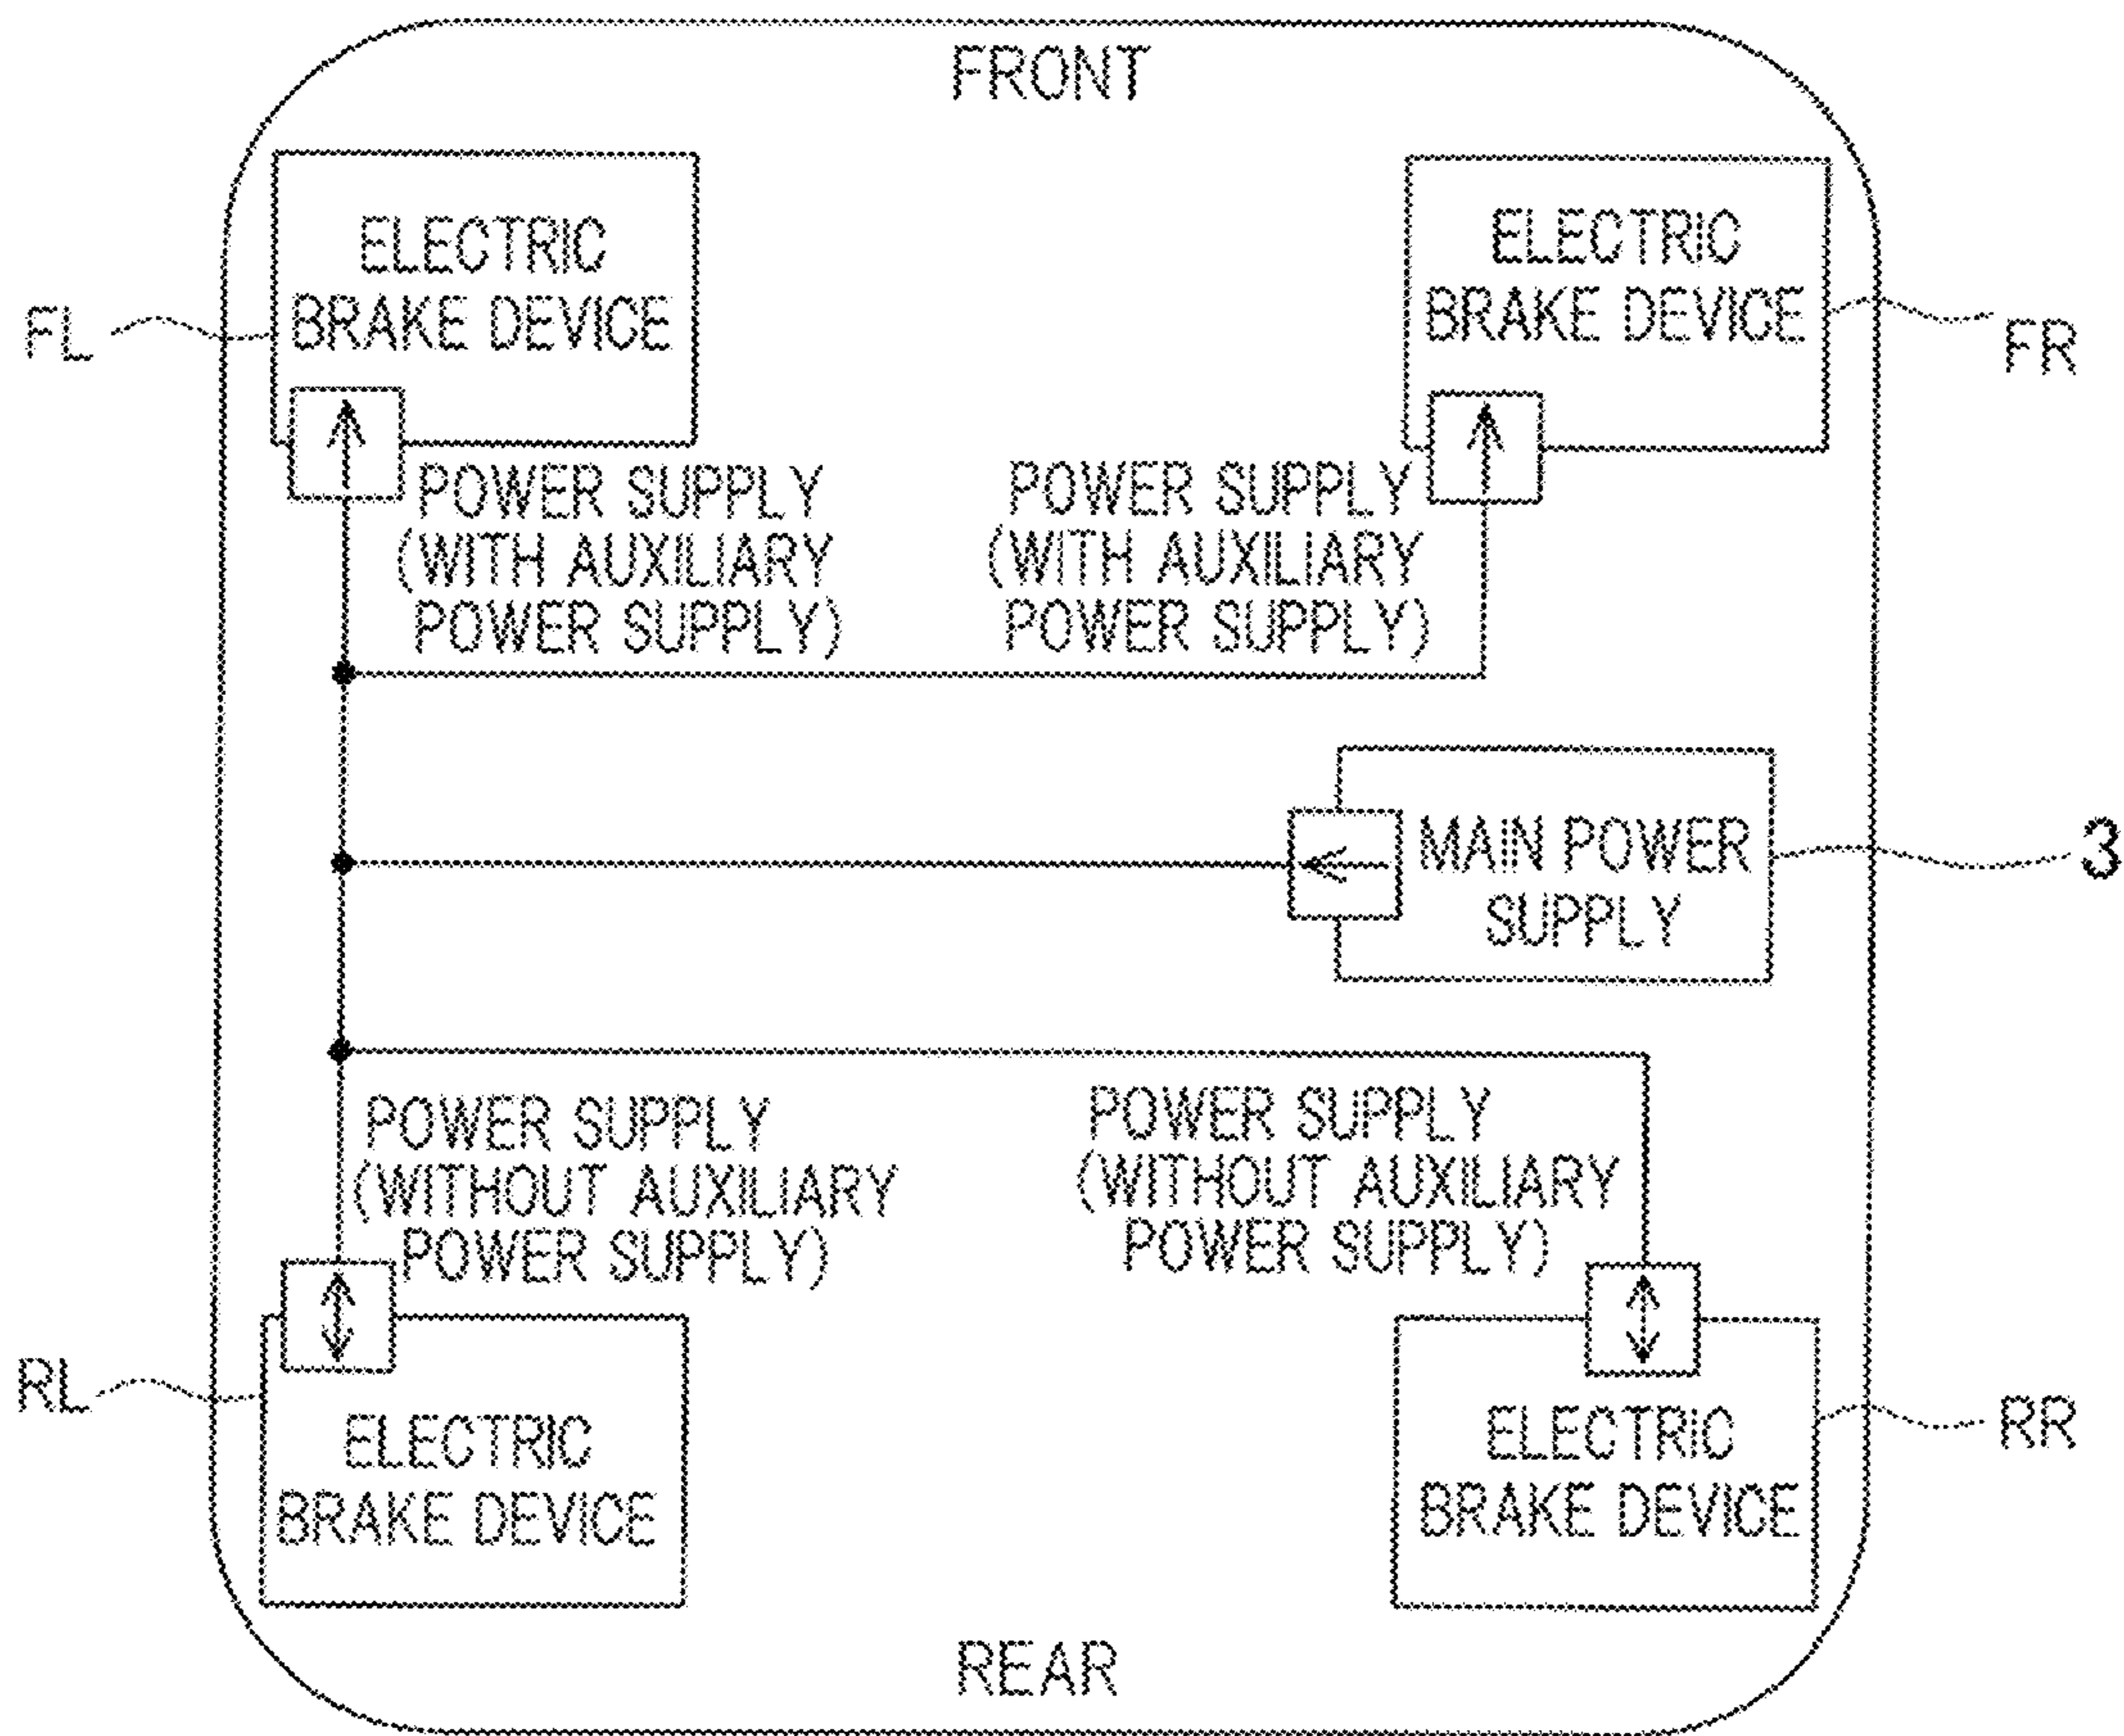 FRONT
ELECTRIC
BRAKE DEVICE
FL
POWER SUPPLY
(WITH AUXILIARY
POWER SUPPLY)
ELECTRIC
BRAKE DEVICE
FR
POWER SUPPLY
(WITH AUXILIARY
POWER SUPPLY)
MAIN POWER
SUPPLY
3
POWER SUPPLY
(WITHOUT AUXILIARY
POWER SUPPLY)
RL
ELECTRIC
BRAKE DEVICE
POWER SUPPLY
(WITHOUT AUXILIARY
POWER SUPPLY)
RR
ELECTRIC
BRAKE DEVICE
REAR